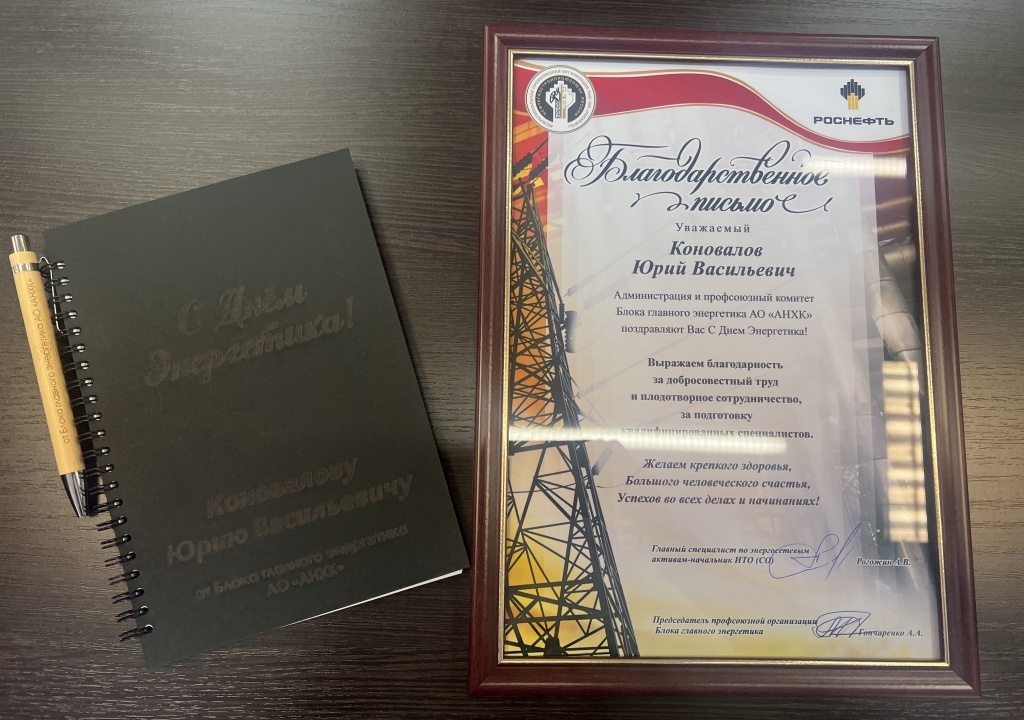 С Днём
Энергетика!
Коновалову
Юрию Васильевичу
от Блока главного энергетика
АО «АНХК»
от Блока главного энергетика АО «АНХК»
РОСНЕФТЬ
Благодарственное
письмо
Уважаемый
Коновалов
Юрий Васильевич
Администрация и профсоюзный комитет
Блока главного энергетика АО «АНХК»
поздравляют Вас С Днем Энергетика!
Выражаем благодарность
за добросовестный труд
и плодотворное сотрудничество,
за подготовку
квалифицированных специалистов.
Желаем крепкого здоровья,
Большого человеческого счастья,
Успехов во всех делах и начинаниях!
Главный специалист по энергосетевым
активам-начальник ИТО (СО) Рогожин А.В.
Председатель профсоюзной организации
Блока главного энергетика Гончаренко А.А.